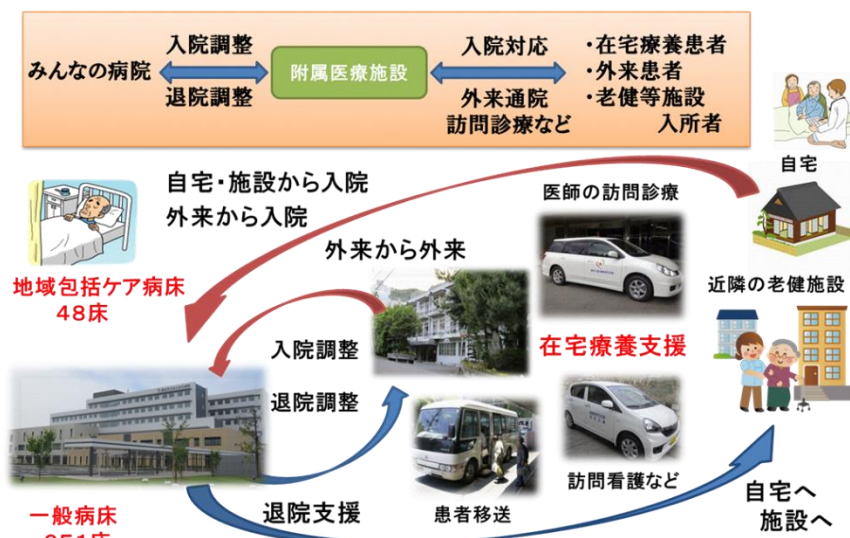 みんなの病院
入院調整
退院調整
附属医療施設
入院対応
外来通院
訪問診療など
・在宅療養患者
・外来患者
・老健等施設
入所者
自宅
自宅・施設から入院
外来から入院
外来から外来
医師の訪問診療
近隣の老健施設
地域包括ケア病床
48床
入院調整
退院調整
在宅療養支援
訪問看護など
患者移送
退院支援
自宅へ
施設へ
一般病床